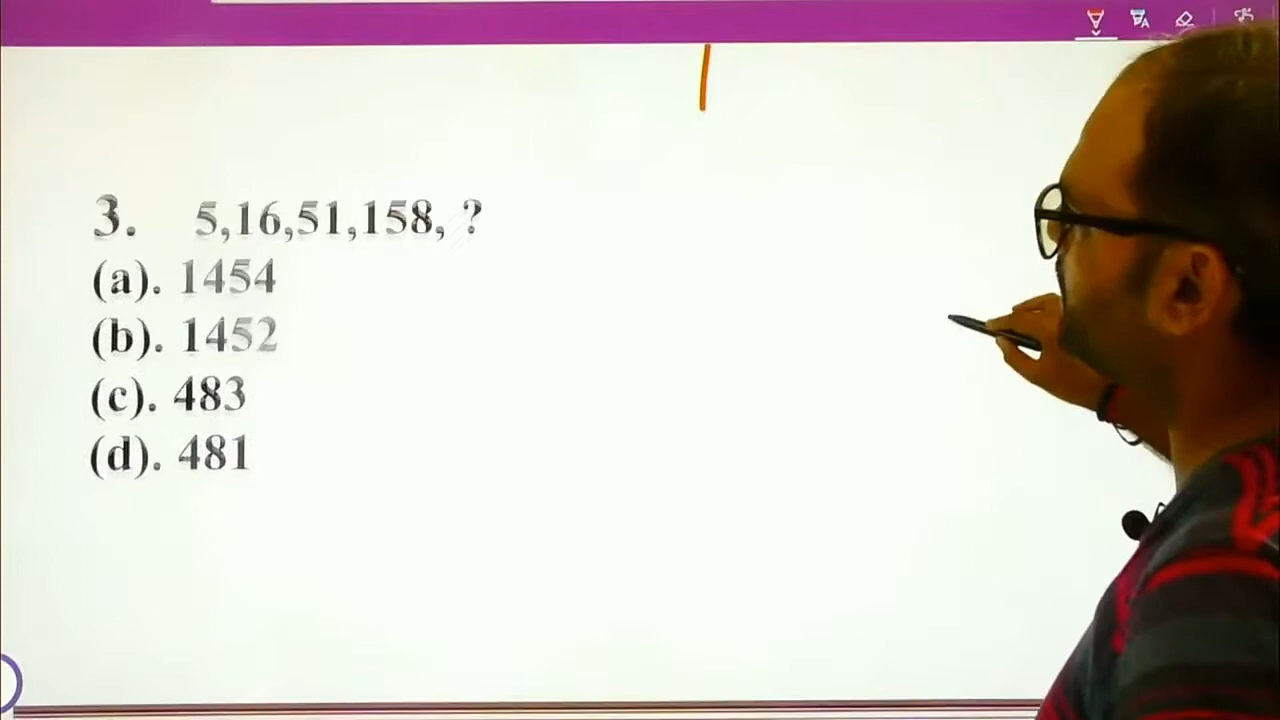 3. 5,16,51,158, ?
(a). 1454
(b). 1452
(c). 483
(d). 481